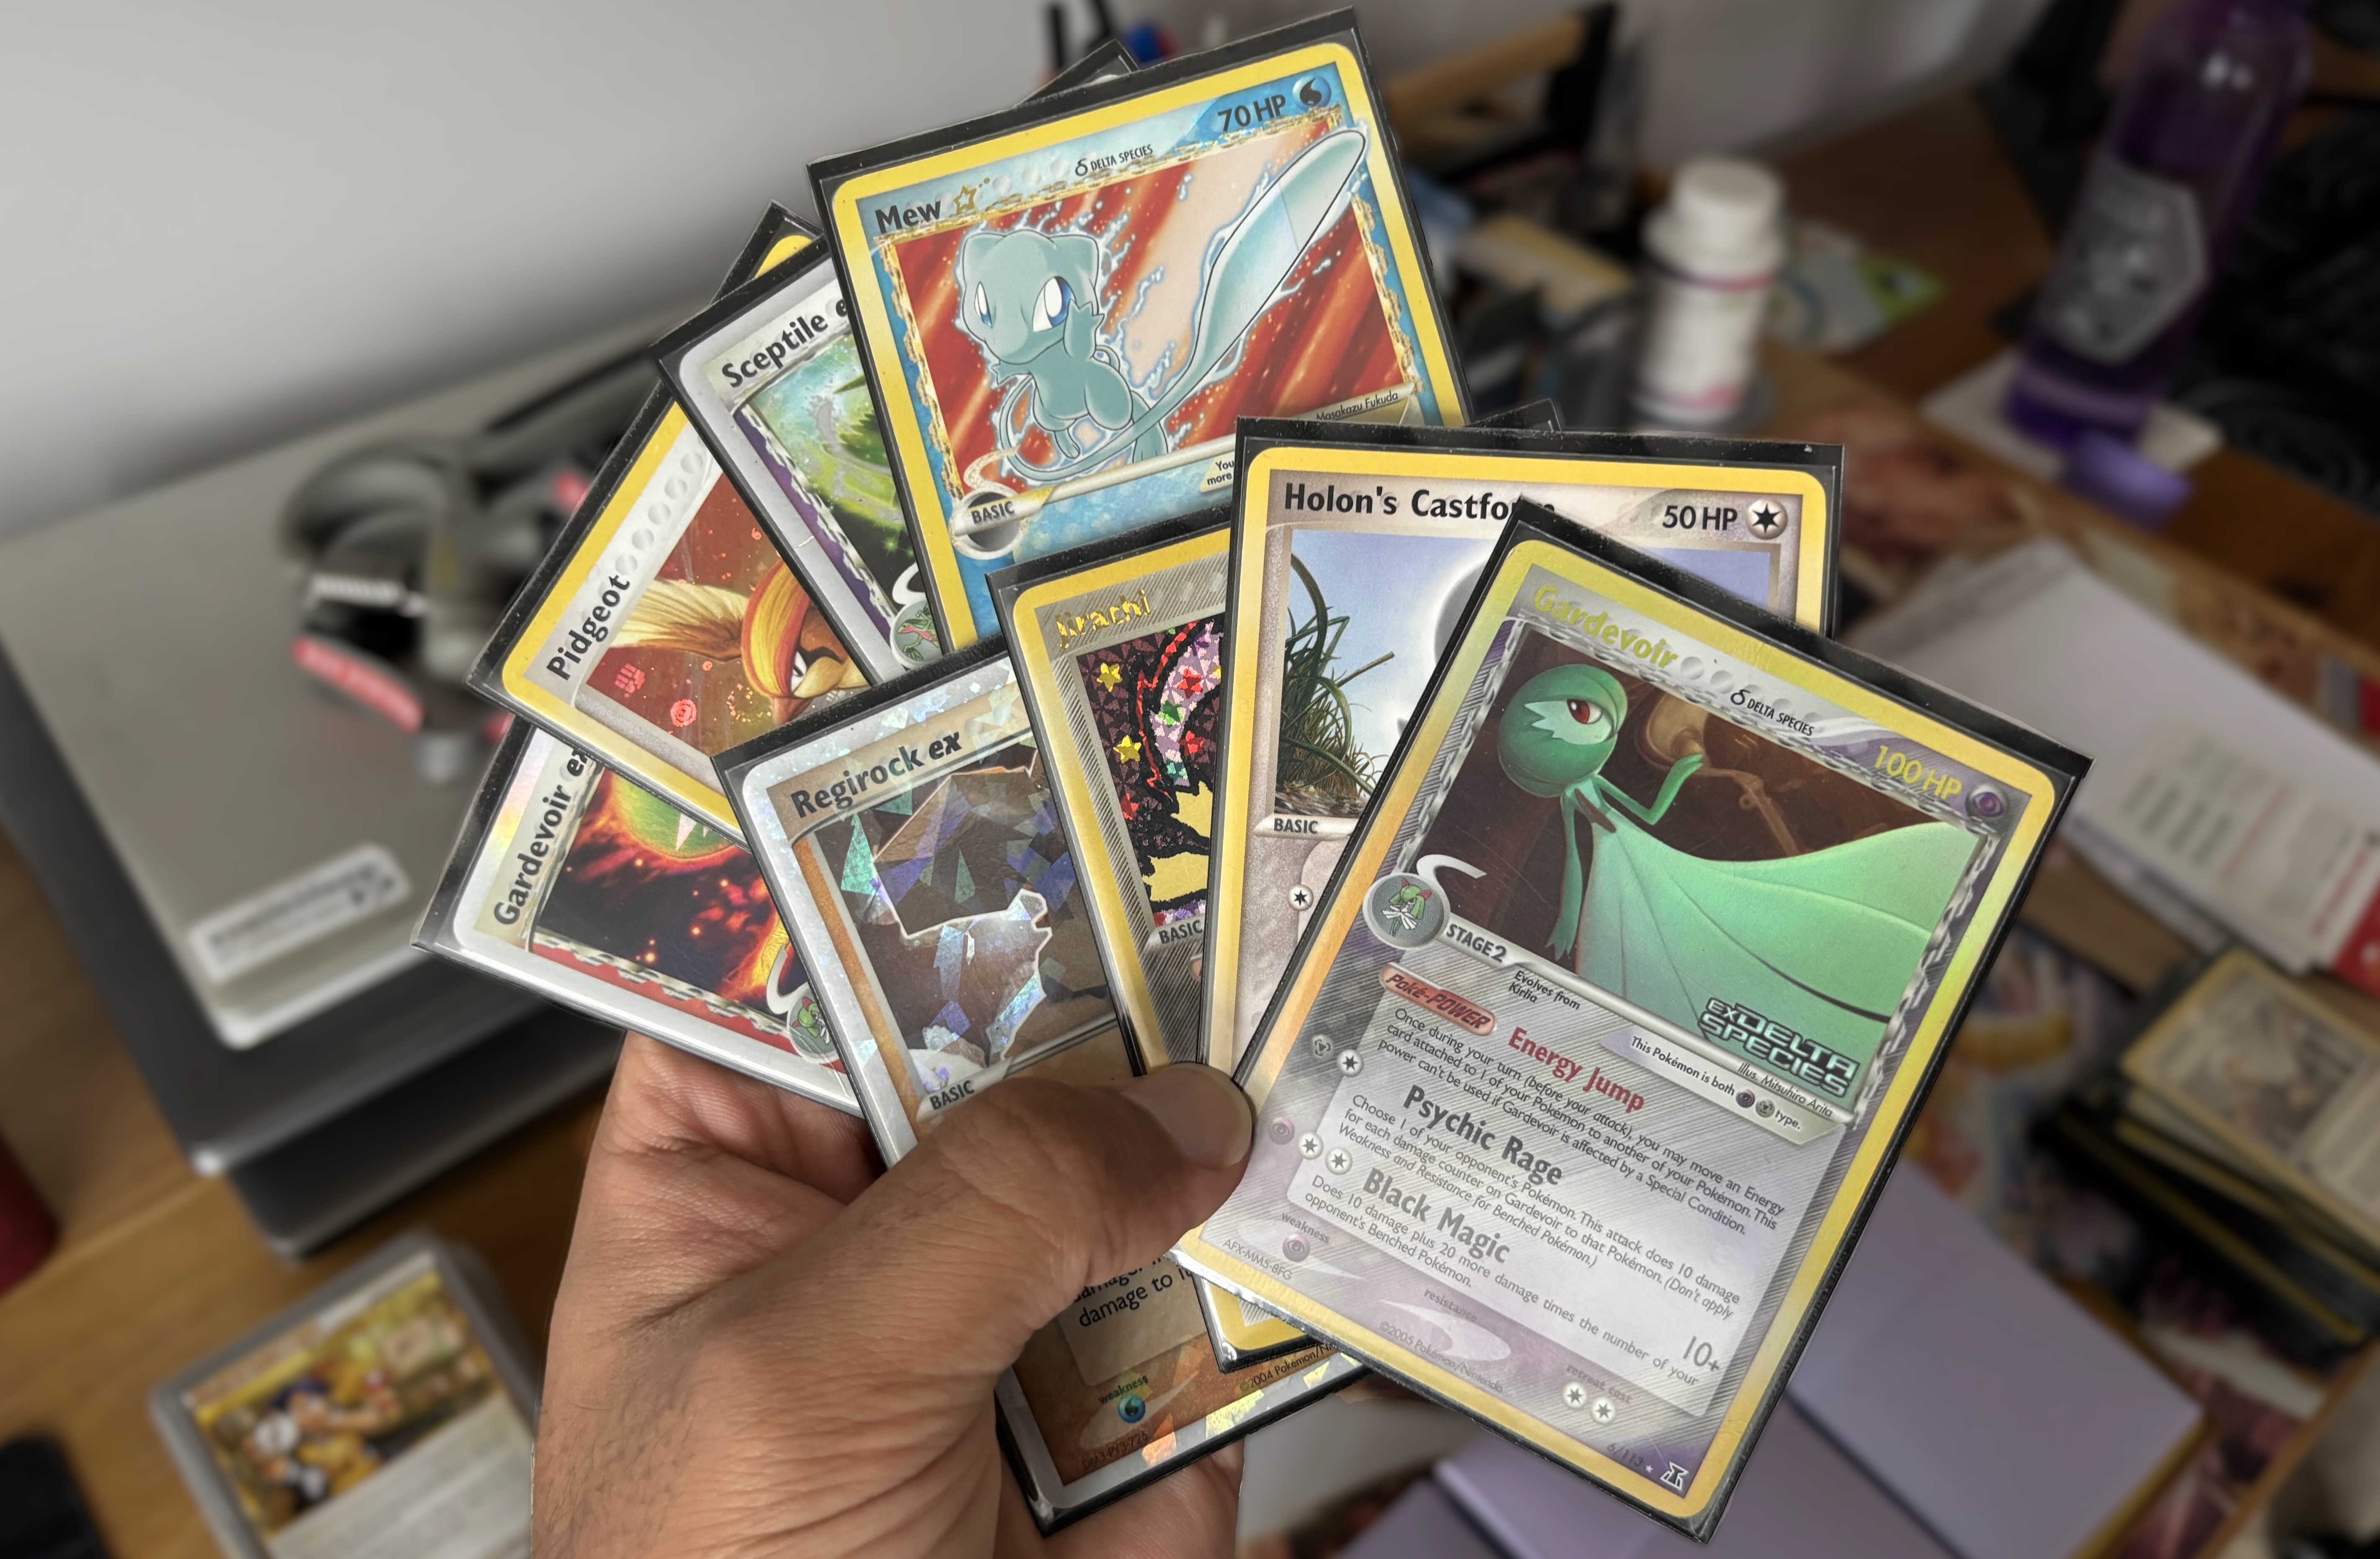 70 HP
δ DELTA SPECIES
Mew
Masakazu Fukuda
You
more
BASIC
Sceptile e
Pidgeot
Gardevoir ex
Regirock ex
BASIC
damage to
weakness
©2004 Pokémon/
Jirachi
BASIC
Holon's Castfo
50 HP
BASIC
Gardevoir
δ DELTA SPECIES
100 HP
STAGE2
Evolves from
Kirlia
EX DELTA
SPECIES
Illus. Mitsuhiro Arita
This Pokémon is both type.
Poké-POWER
Energy Jump
Once during your turn (before your attack), you may move an Energy
card attached to 1 of your Pokémon to another of your Pokémon. This
power can't be used if Gardevoir is affected by a Special Condition.
Psychic Rage
Choose 1 of your opponent's Pokémon. This attack does 10 damage
for each damage counter on Gardevoir to that Pokémon. (Don't apply
Weakness and Resistance for Benched Pokémon.)
Black Magic
10+
Does 10 damage plus 20 more damage times the number of your
opponent's Benched Pokémon.
weakness
resistance
retreat cost
AFX-MM5-8FG
©2005 Pokémon/Nintendo
6/113